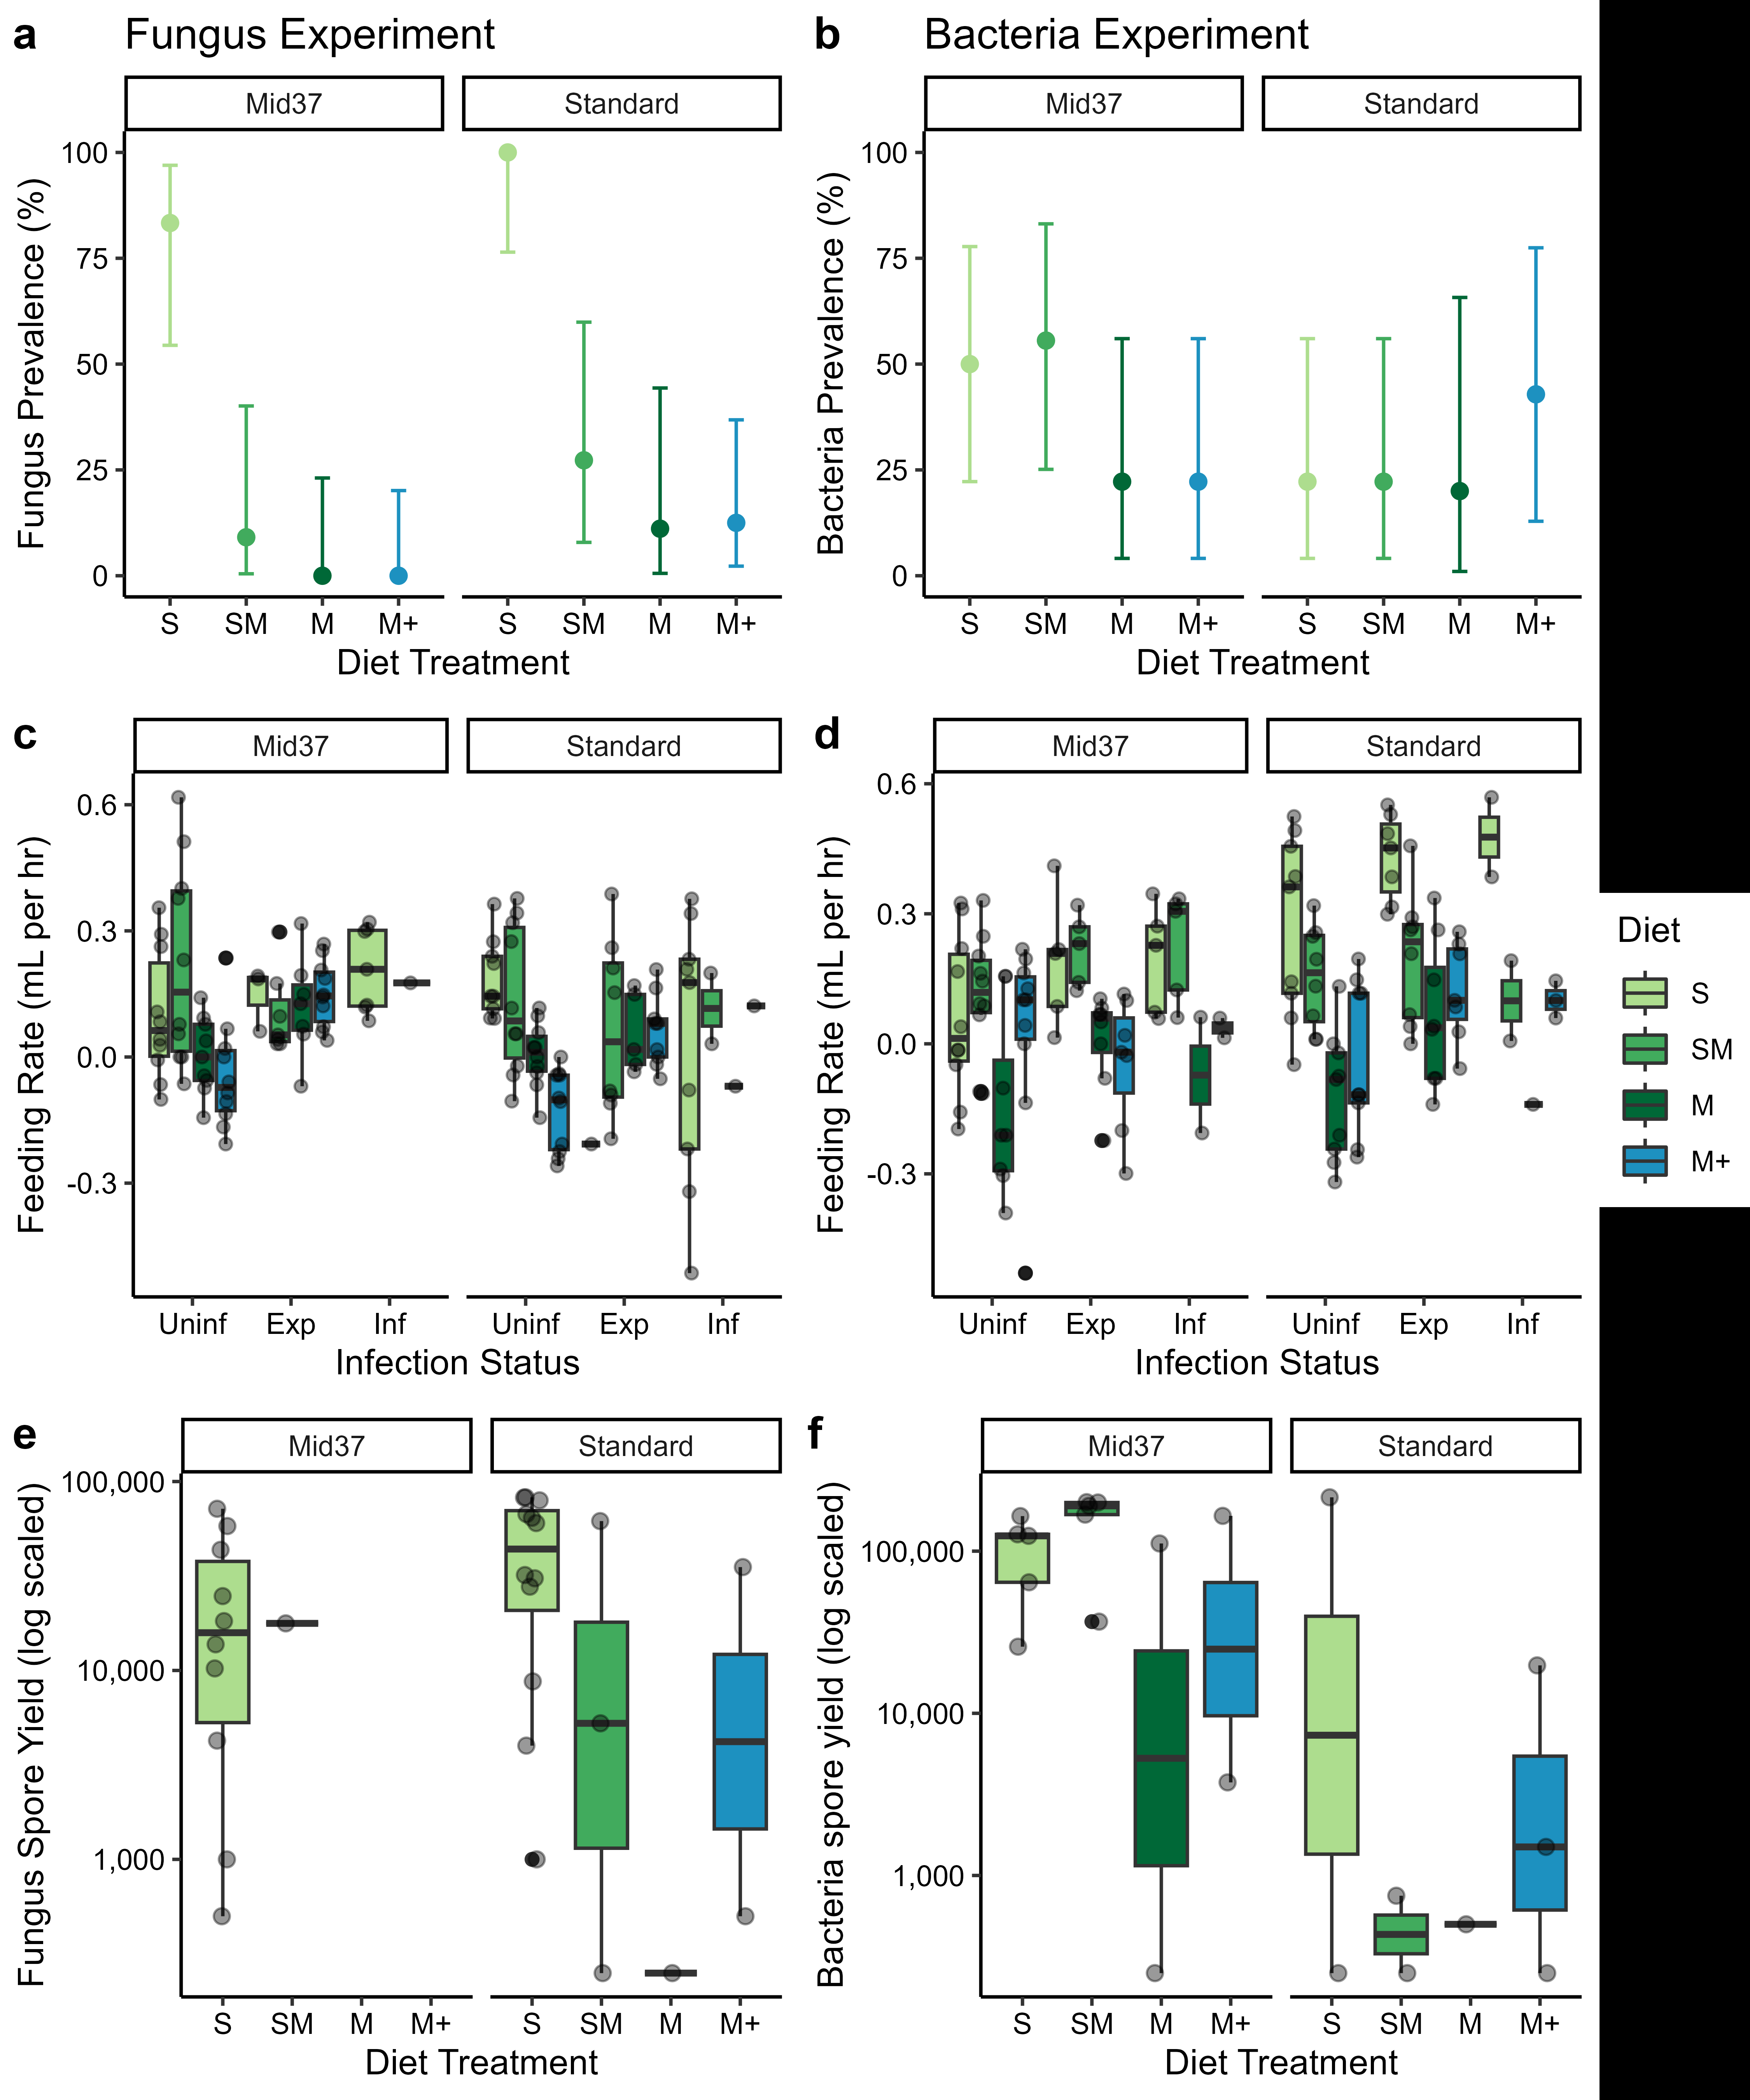 a Fungus Experiment
b Bacteria Experiment
Mid37 Standard
Mid37 Standard
Fungus Prevalence (%)
100
75
50
25
0
S SM M M+ S SM M M+
Diet Treatment
Bacteria Prevalence (%)
100
75
50
25
0
S SM M M+ S SM M M+
Diet Treatment
c
Mid37 Standard
Feeding Rate (mL per hr)
0.6
0.3
0.0
-0.3
Uninf Exp Inf Uninf Exp Inf
Infection Status
d
Mid37 Standard
Feeding Rate (mL per hr)
0.6
0.3
0.0
-0.3
Uninf Exp Inf Uninf Exp Inf
Infection Status
Diet
S
SM
M
M+
e
Mid37 Standard
Fungus Spore Yield (log scaled)
100,000
10,000
1,000
S SM M M+ S SM M M+
Diet Treatment
f
Mid37 Standard
Bacteria spore yield (log scaled)
100,000
10,000
1,000
S SM M M+ S SM M M+
Diet Treatment